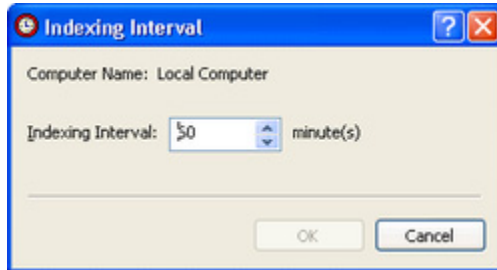 Indexing Interval
Computer Name: Local Computer
Indexing Interval: 50 minute(s)
OK Cancel